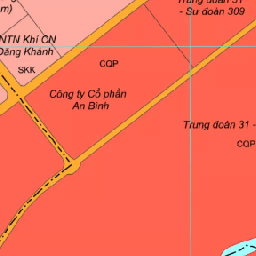 Trung đoàn 31
- Sư đoàn 309
m)
NTN Khí CN
Đăng Khánh
SKK
CQP
Công ty Cổ phần
An Bình
Trung đoàn 31 -
CQP